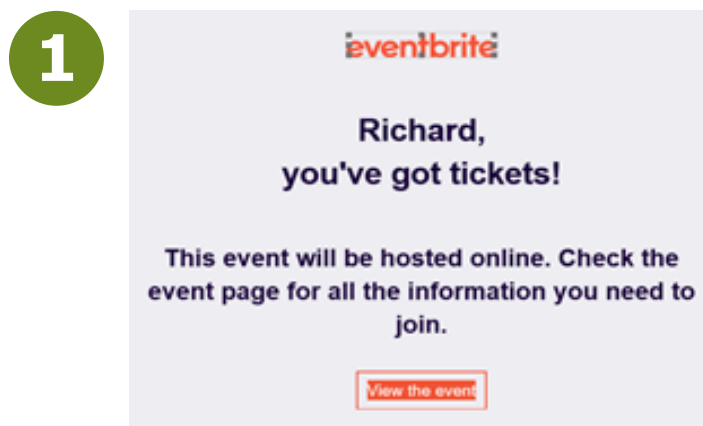 1
eventbrite
Richard,
you've got tickets!
This event will be hosted online. Check the
event page for all the information you need to
join.
View the event